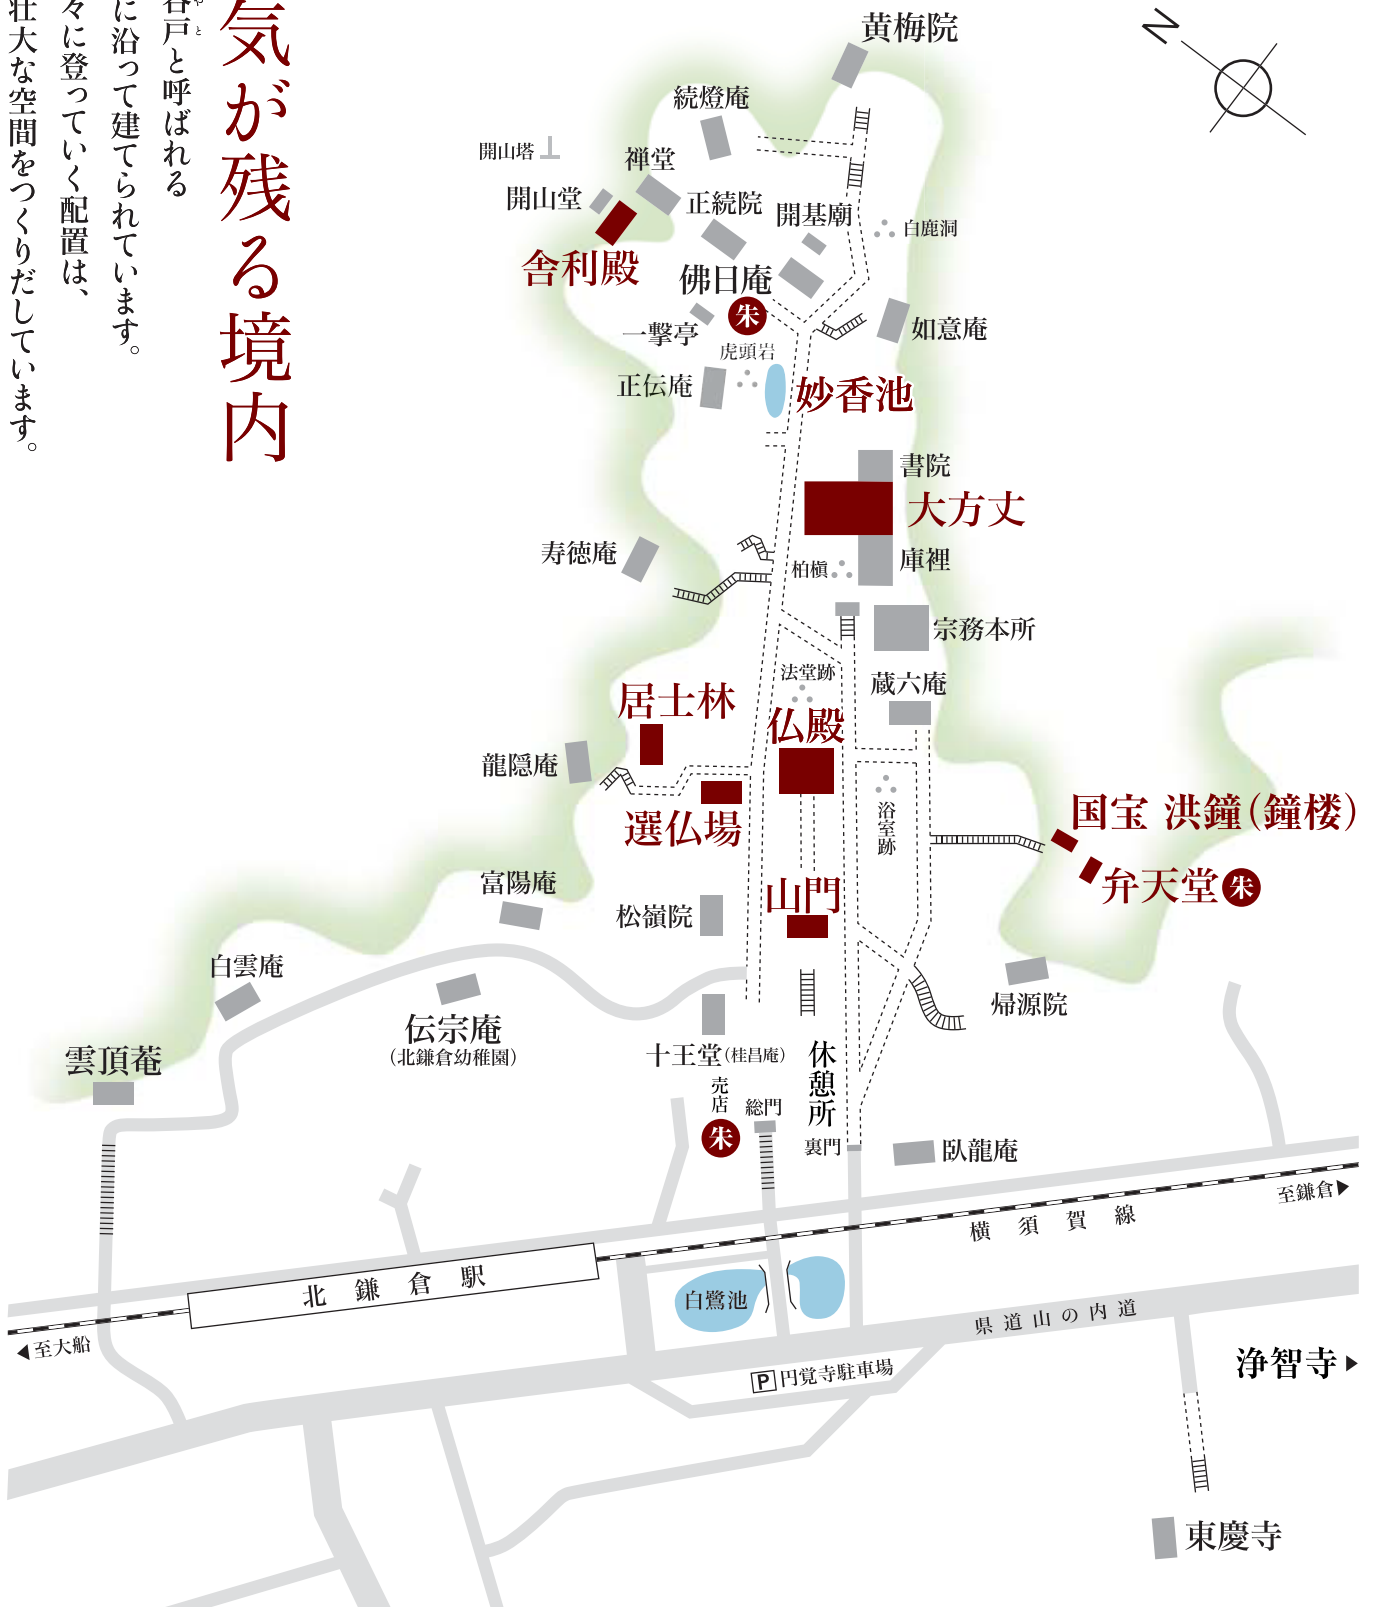 気が残る境内
谷戸と呼ばれる
やと
に沿って建てられています。
々に登っていく配置は、
壮大な空間をつくりだしています。
N
黄梅院
続燈庵
開山塔
禅堂
開山堂
正続院
開基廟
白鹿洞
舎利殿
佛日庵
朱
一撃亭
如意庵
虎頭岩
正伝庵
妙香池
書院
大方丈
寿徳庵
柏槇
庫裡
宗務本所
法堂跡
蔵六庵
居士林
仏殿
龍隠庵
選仏場
浴室跡
国宝 洪鐘(鐘楼)
弁天堂
朱
富陽庵
松嶺院
山門
白雲庵
帰源院
伝宗庵
(北鎌倉幼稚園)
雲頂菴
十王堂(桂昌庵)
休憩所
売店
朱
総門
裏門
臥龍庵
至鎌倉
横須賀線
北鎌倉駅
白鷺池
至大船
県道山の内道
P 円覚寺駐車場
浄智寺
東慶寺